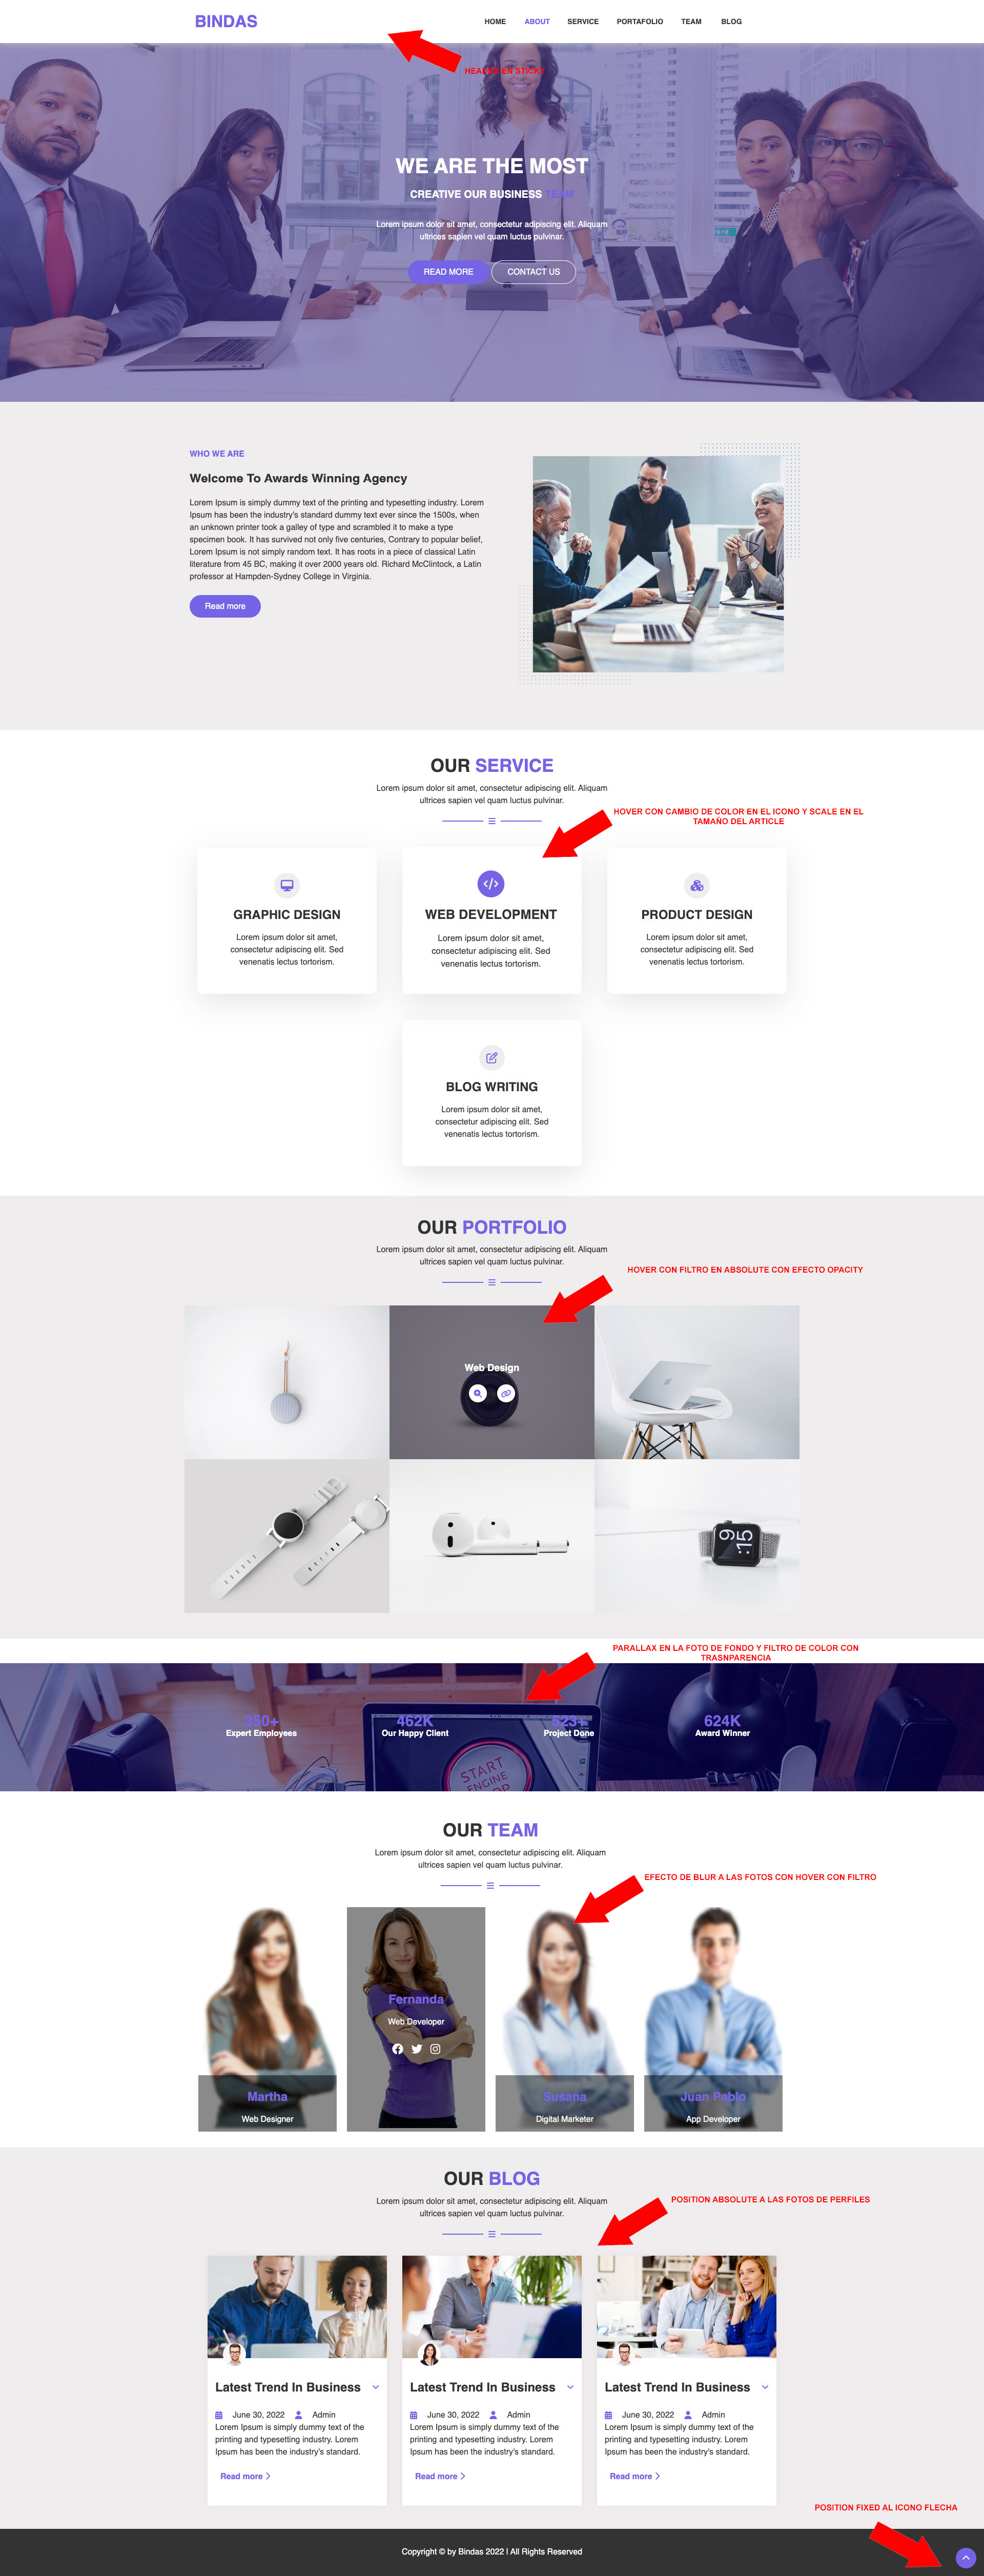 BINDAS
HOME ABOUT SERVICE PORTAFOLIO TEAM BLOG
HEADER EN STICKY
WE ARE THE MOST
CREATIVE OUR BUSINESS TEAM
Lorem ipsum dolor sit amet, consectetur adipiscing elit. Aliquam
ultrices sapien vel quam luctus pulvinar.
READ MORE CONTACT US
WHO WE ARE
Welcome To Awards Winning Agency
Lorem Ipsum is simply dummy text of the printing and typesetting industry. Lorem
Ipsum has been the industry's standard dummy text ever since the 1500s, when
an unknown printer took a galley of type and scrambled it to make a type
specimen book. It has survived not only five centuries, Contrary to popular belief,
Lorem Ipsum is not simply random text. It has roots in a piece of classical Latin
literature from 45 BC, making it over 2000 years old. Richard McClintock, a Latin
professor at Hampden-Sydney College in Virginia.
Read more
OUR SERVICE
Lorem ipsum dolor sit amet, consectetur adipiscing elit. Aliquam
ultrices sapien vel quam luctus pulvinar.
HOVER CON CAMBIO DE COLOR EN EL ICONO Y SCALE EN EL
TAMAÑO DEL ARTICLE
GRAPHIC DESIGN
Lorem ipsum dolor sit amet,
consectetur adipiscing elit. Sed
venenatis lectus tortorism.
WEB DEVELOPMENT
Lorem ipsum dolor sit amet,
consectetur adipiscing elit. Sed
venenatis lectus tortorism.
PRODUCT DESIGN
Lorem ipsum dolor sit amet,
consectetur adipiscing elit. Sed
venenatis lectus tortorism.
BLOG WRITING
Lorem ipsum dolor sit amet,
consectetur adipiscing elit. Sed
venenatis lectus tortorism.
OUR PORTFOLIO
Lorem ipsum dolor sit amet, consectetur adipiscing elit. Aliquam
ultrices sapien vel quam luctus pulvinar.
HOVER CON FILTRO EN ABSOLUTE CON EFECTO OPACITY
Web Design
9
:15
PARALLAX EN LA FOTO DE FONDO Y FILTRO DE COLOR CON
TRASNPARENCIA
350+
Expert Employees
462K
Our Happy Client
523+
Project Done
624K
Award Winner
START
ENGINE
OUR TEAM
Lorem ipsum dolor sit amet, consectetur adipiscing elit. Aliquam
ultrices sapien vel quam luctus pulvinar.
EFECTO DE BLUR A LAS FOTOS CON HOVER CON FILTRO
Martha
Web Designer
Fernanda
Web Developer
Susana
Digital Marketer
Juan Pablo
App Developer
OUR BLOG
Lorem ipsum dolor sit amet, consectetur adipiscing elit. Aliquam
ultrices sapien vel quam luctus pulvinar.
POSITION ABSOLUTE A LAS FOTOS DE PERFILES
Latest Trend In Business
June 30, 2022 Admin
Lorem Ipsum is simply dummy text of the
printing and typesetting industry. Lorem
Ipsum has been the industry's standard.
Read more
Latest Trend In Business
June 30, 2022 Admin
Lorem Ipsum is simply dummy text of the
printing and typesetting industry. Lorem
Ipsum has been the industry's standard.
Read more
Latest Trend In Business
June 30, 2022 Admin
Lorem Ipsum is simply dummy text of the
printing and typesetting industry. Lorem
Ipsum has been the industry's standard.
Read more
POSITION FIXED AL ICONO FLECHA
Copyright © by Bindas 2022 | All Rights Reserved